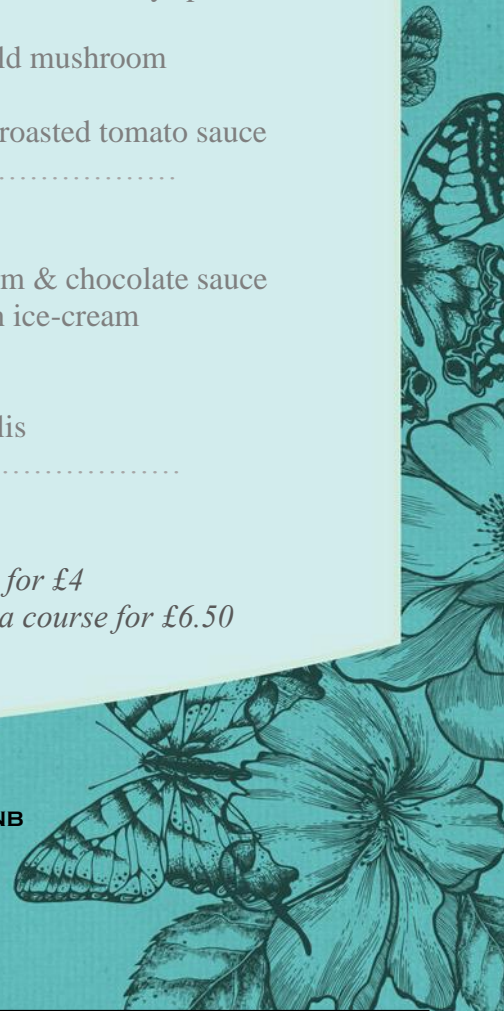 ld mushroom
roasted tomato sauce
................
m & chocolate sauce
n ice-cream
lis
.................
for £4
a course for £6.50
NB